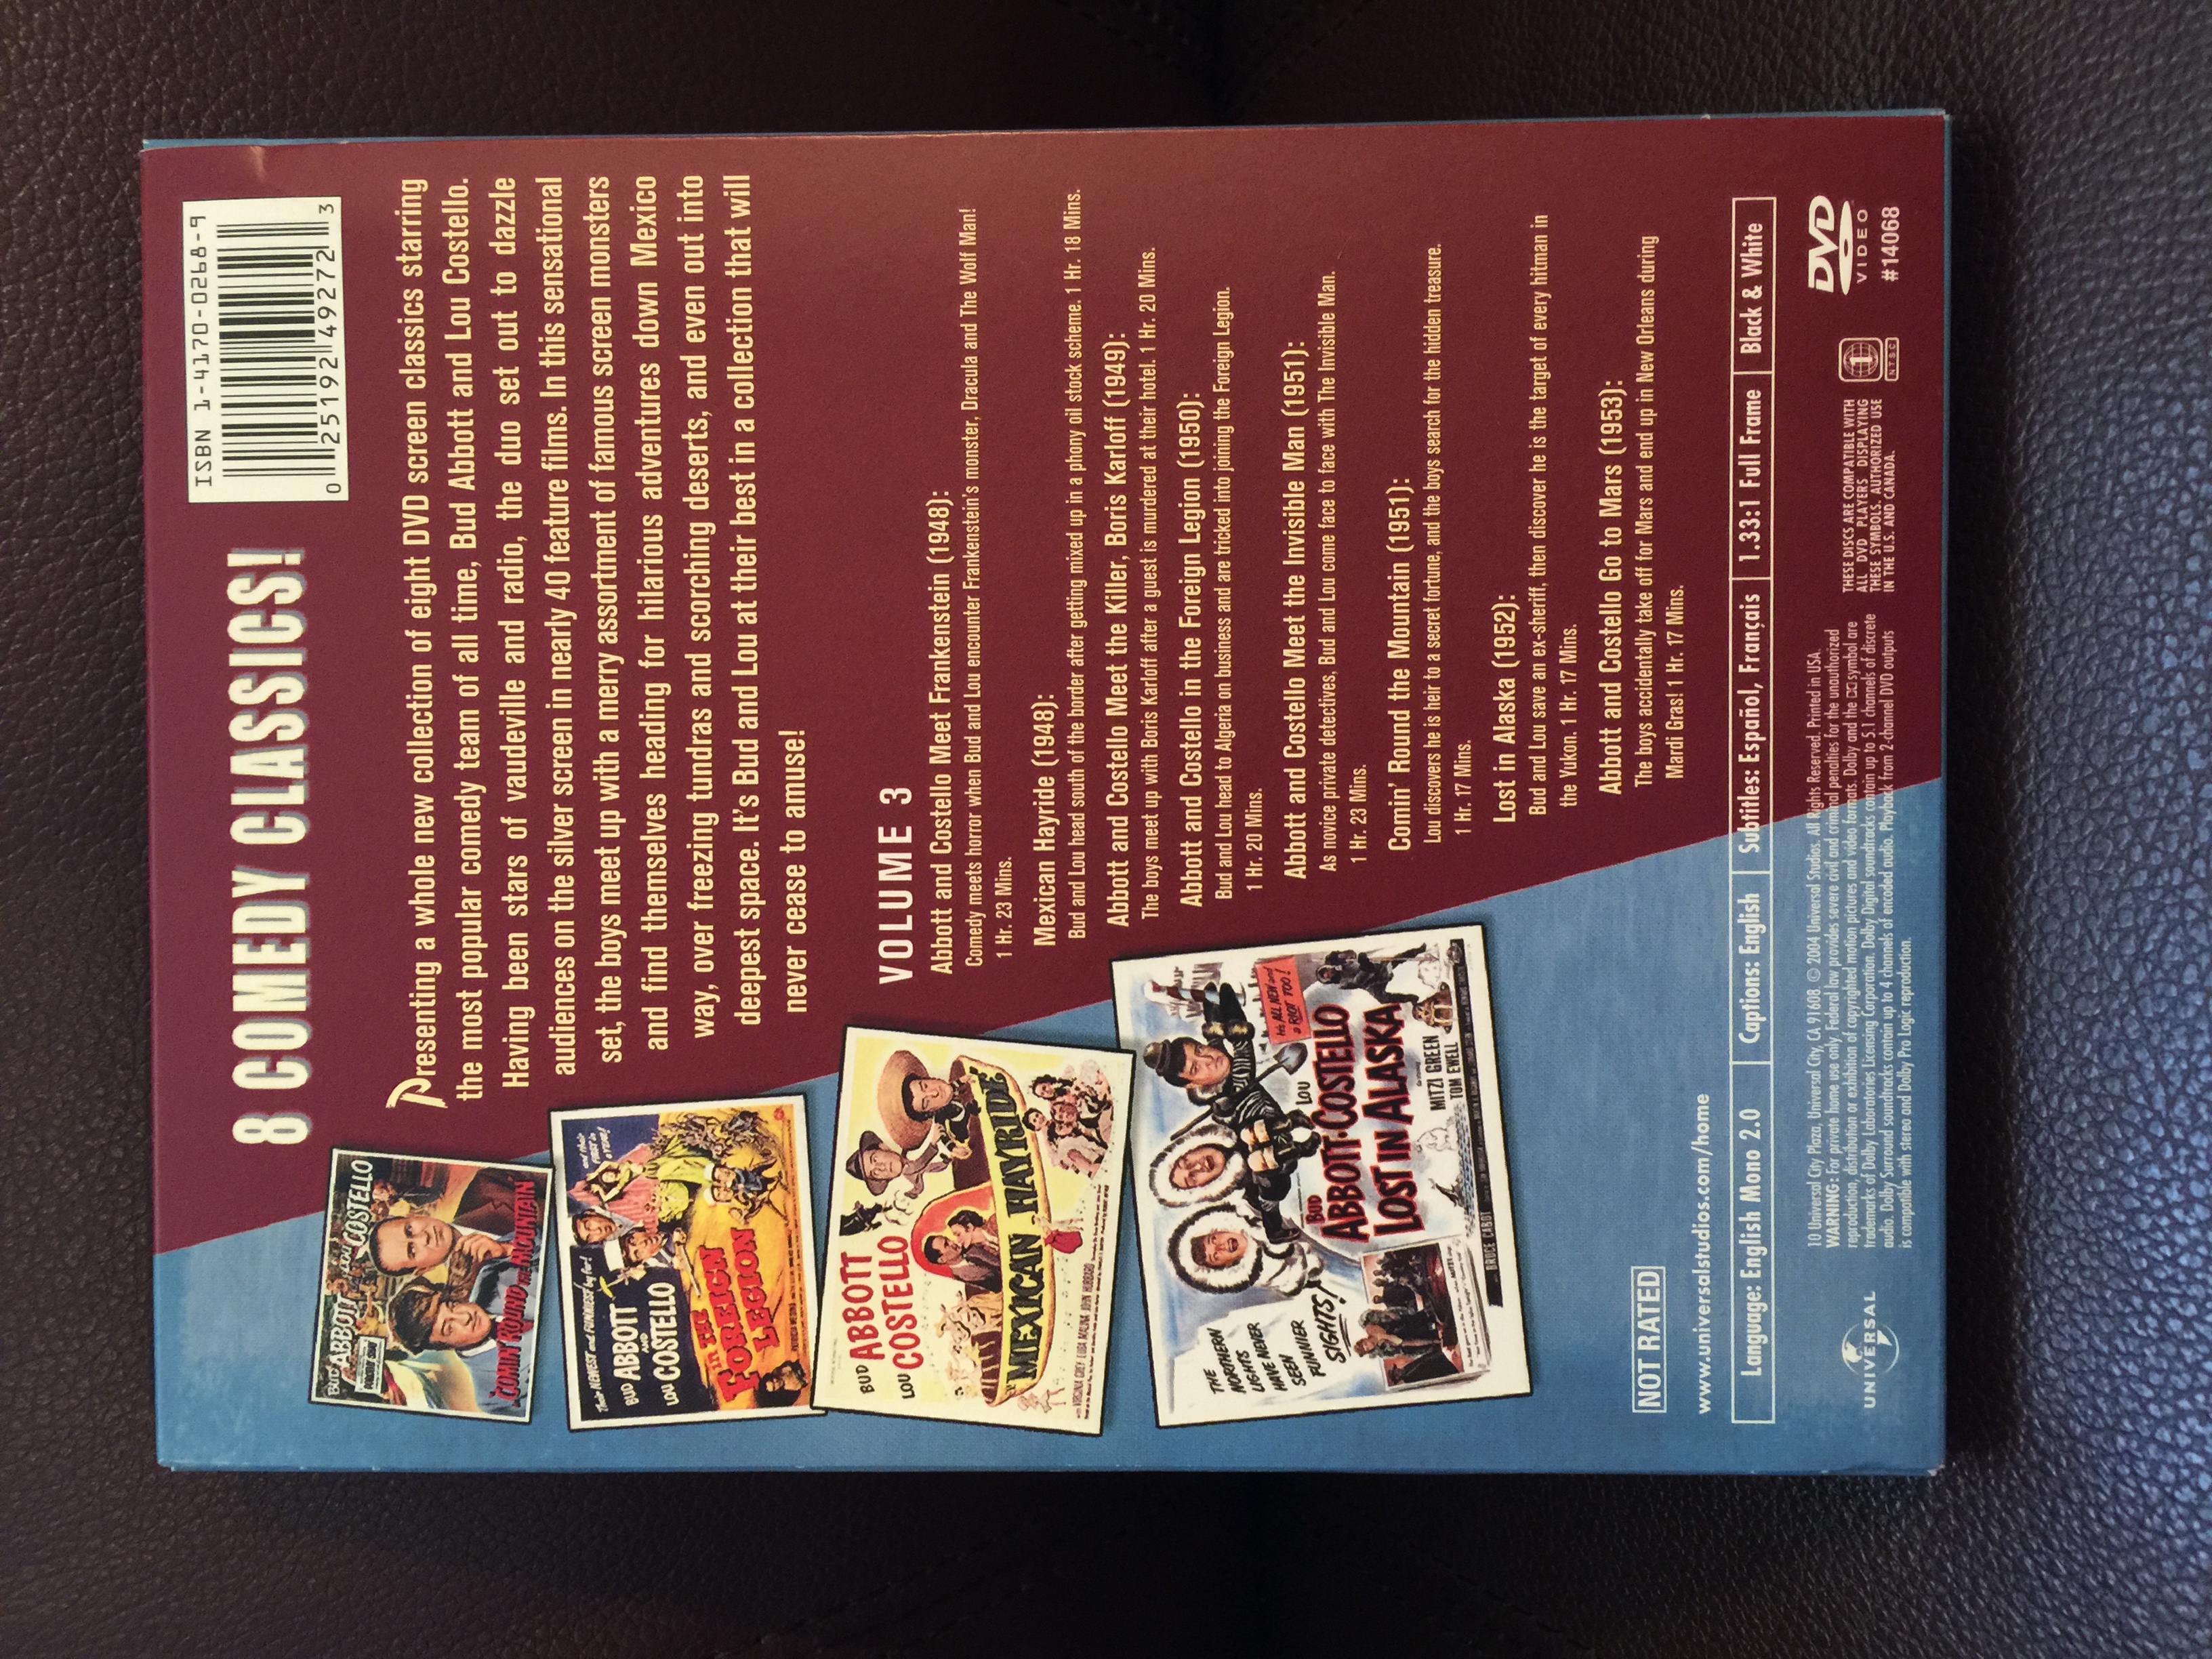 ISBN 1-4170-0268-9
0 25192 49272 3
8 COMEDY CLASSICS!
Presenting a whole new collection of eight DVD screen classics starring
the most popular comedy team of all time, Bud Abbott and Lou Costello.
Having been stars of vaudeville and radio, the duo set out to dazzle
audiences on the silver screen in nearly 40 feature films. In this sensational
set, the boys meet up with a merry assortment of famous screen monsters
and find themselves heading for hilarious adventures down Mexico
way, over freezing tundras and scorching deserts, and even out into
deepest space. It's Bud and Lou at their best in a collection that will
never cease to amuse!
BUD ABBOTT LOU COSTELLO
DOROTHY SHAY
"COMIN' ROUND THE MOUNTAIN"
Their NEWEST and FUNNIEST by far!
and their FIRST in a YEAR!
BUD ABBOTT
AND
LOU COSTELLO
IN THE
FOREIGN
LEGION
PATRICIA MEDINA
BUD ABBOTT
LOU COSTELLO
MEXICAN HAYRIDE
with VIRGINIA GREY LUBA MALINA JOHN HUBBARD
THE
NORTHERN
LIGHTS
HAVE NEVER
SEEN
FUNNIER
SIGHTS!
It's ALL NEW and
a RIOT TOO!
BUD LOU
ABBOTT·COSTELLO
LOST IN ALASKA
Co-starring
MITZI GREEN
TOM EWELL
with BRUCE CABOT
VOLUME 3
Abbott and Costello Meet Frankenstein (1948):
Comedy meets horror when Bud and Lou encounter Frankenstein's monster, Dracula and The Wolf Man!
1 Hr. 23 Mins.
Mexican Hayride (1948):
Bud and Lou head south of the border after getting mixed up in a phony oil stock scheme. 1 Hr. 18 Mins.
Abbott and Costello Meet the Killer, Boris Karloff (1949):
The boys meet up with Boris Karloff after a guest is murdered at their hotel. 1 Hr. 20 Mins.
Abbott and Costello in the Foreign Legion (1950):
Bud and Lou head to Algeria on business and are tricked into joining the Foreign Legion.
1 Hr. 20 Mins.
Abbott and Costello Meet the Invisible Man (1951):
As novice private detectives, Bud and Lou come face to face with The Invisible Man.
1 Hr. 23 Mins.
Comin' Round the Mountain (1951):
Lou discovers he is heir to a secret fortune, and the boys search for the hidden treasure.
1 Hr. 17 Mins.
Lost in Alaska (1952):
Bud and Lou save an ex-sheriff, then discover he is the target of every hitman in
the Yukon. 1 Hr. 17 Mins.
Abbott and Costello Go to Mars (1953):
The boys accidentally take off for Mars and end up in New Orleans during
Mardi Gras! 1 Hr. 17 Mins.
NOT RATED
www.universalstudios.com/home
Language: English Mono 2.0 Captions: English Subtitles: Español, Français 1.33:1 Full Frame Black & White
UNIVERSAL
10 Universal City Plaza, Universal City, CA 91608. © 2004 Universal Studios. All Rights Reserved. Printed in USA.
WARNING: For private home use only. Federal law provides severe civil and criminal penalties for the unauthorized
reproduction, distribution or exhibition of copyrighted motion pictures and video formats. Dolby and the symbol are
trademarks of Dolby Laboratories Licensing Corporation. Dolby Digital soundtracks contain up to 5.1 channels of discrete
audio. Dolby Surround soundtracks contain up to 4 channels of encoded audio. Playback from 2-channel DVD outputs
is compatible with stereo and Dolby Pro Logic reproduction.
THESE DISCS ARE COMPATIBLE WITH
ALL DVD PLAYERS DISPLAYING
THESE SYMBOLS. AUTHORIZED USE
IN THE U.S. AND CANADA.
1
NTSC
DVD
VIDEO
#14068